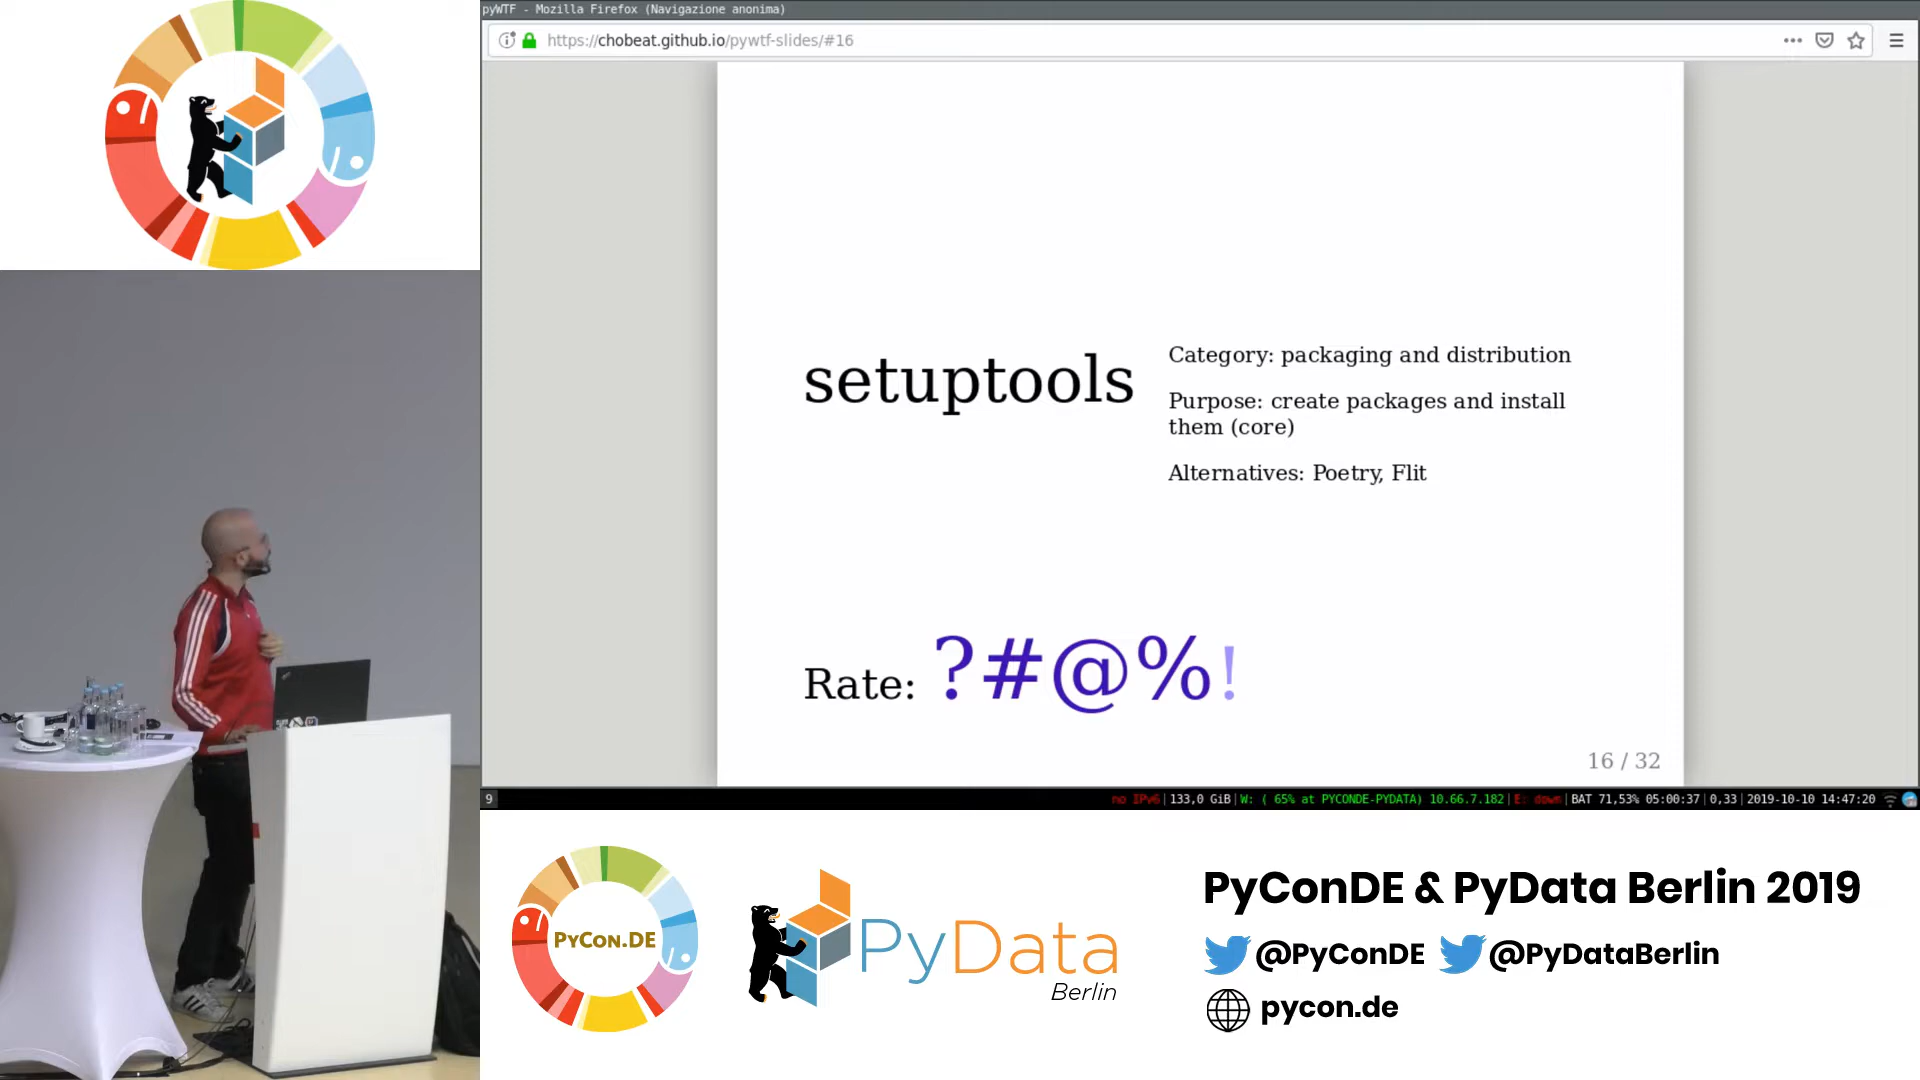 pyWTF - Mozilla Firefox (Navigazione anonima)
https://chobeat.github.io/pywtf-slides/#16
setuptools
Category: packaging and distribution
Purpose: create packages and install
them (core)
Alternatives: Poetry, Flit
Rate: ?#@%!
16 / 32
9
no IPv6|133,0 GiB|W: ( 65% at PYCONDE-PYDATA) 10.66.7.182|E: down|BAT 71,53% 05:00:37|0,33|2019-10-10 14:47:20
PyCon.DE
PyData
Berlin
PyConDE & PyData Berlin 2019
@PyConDE @PyDataBerlin
pycon.de